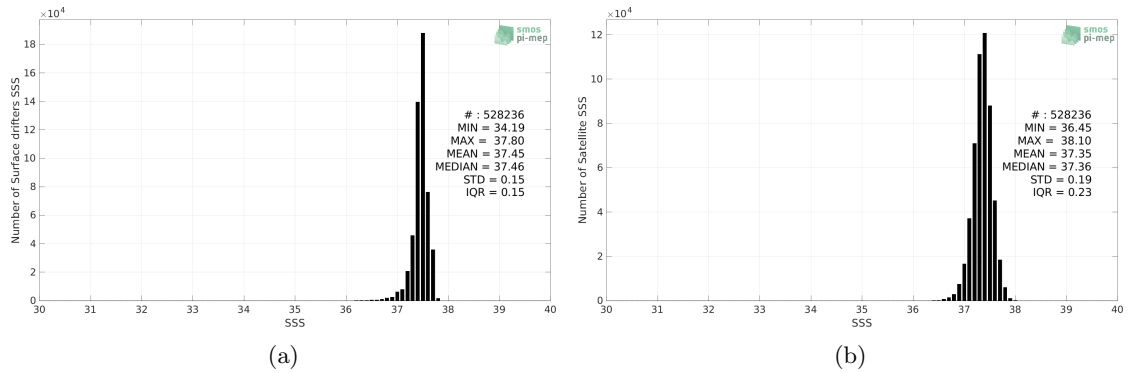 ×10⁴
18
16
14
12
10
8
6
4
2
0
Number of Surface drifters SSS
smos
pi-mep
# : 528236
MIN = 34.19
MAX = 37.80
MEAN = 37.45
MEDIAN = 37.46
STD = 0.15
IQR = 0.15
30 31 32 33 34 35 36 37 38 39 40
SSS
(a)
×10⁴
12
10
8
6
4
2
0
Number of Satellite SSS
smos
pi-mep
# : 528236
MIN = 36.45
MAX = 38.10
MEAN = 37.35
MEDIAN = 37.36
STD = 0.19
IQR = 0.23
30 31 32 33 34 35 36 37 38 39 40
SSS
(b)